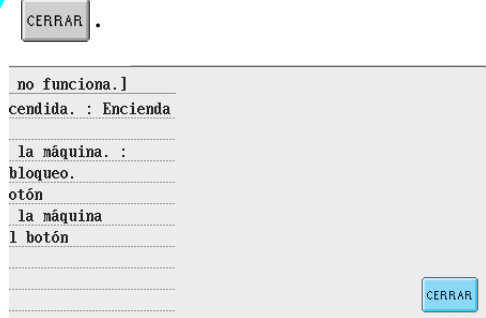 CERRAR .
no funciona.]
cendida. : Encienda
la máquina. :
bloqueo.
otón
la máquina
l botón
CERRAR